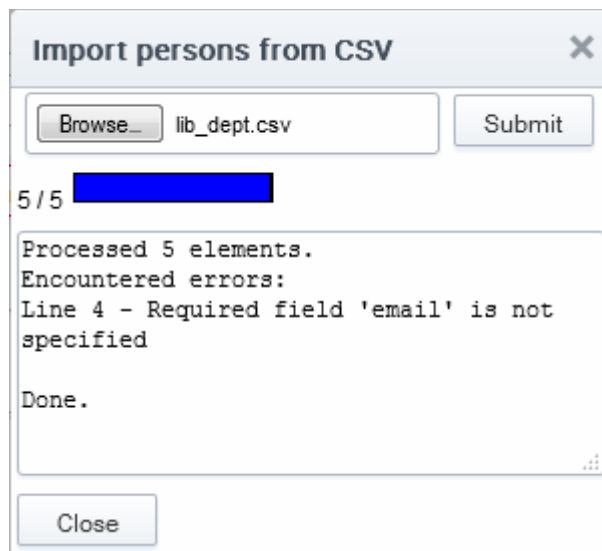 Import persons from CSV
Browse... lib_dept.csv Submit
5 / 5
Processed 5 elements.
Encountered errors:
Line 4 - Required field 'email' is not
specified
Done.
Close